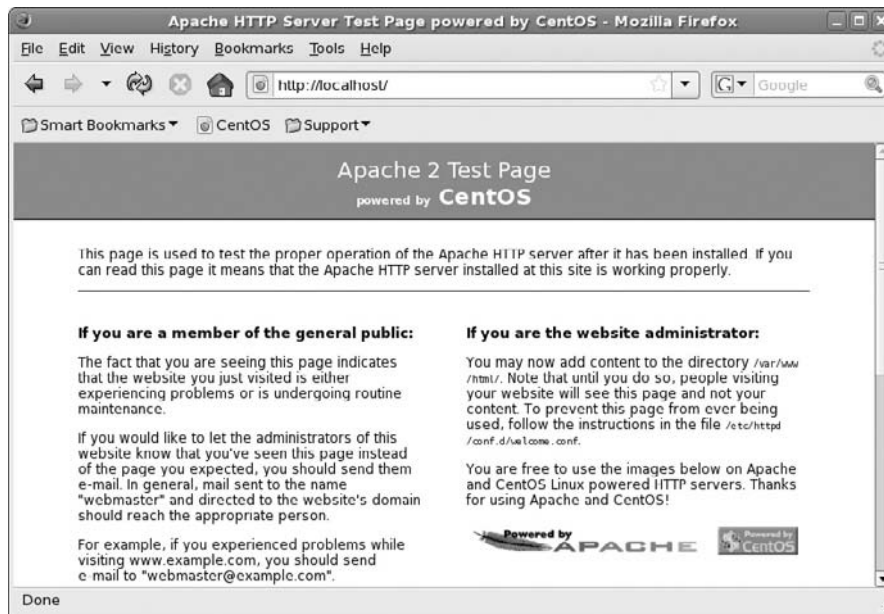 Apache HTTP Server Test Page powered by CentOS - Mozilla Firefox
File Edit View History Bookmarks Tools Help
http://localhost/
G Google
Smart Bookmarks CentOS Support
Apache 2 Test Page
powered by CentOS
This page is used to test the proper operation of the Apache HTTP server after it has been installed. If you
can read this page it means that the Apache HTTP server installed at this site is working properly.
If you are a member of the general public:
The fact that you are seeing this page indicates
that the website you just visited is either
experiencing problems or is undergoing routine
maintenance.
If you would like to let the administrators of this
website know that you've seen this page instead
of the page you expected, you should send them
e-mail. In general, mail sent to the name
"webmaster" and directed to the website's domain
should reach the appropriate person.
For example, if you experienced problems while
visiting www.example.com, you should send
e-mail to "webmaster@example.com".
If you are the website administrator:
You may now add content to the directory /var/www
/html/. Note that until you do so, people visiting
your website will see this page and not your
content. To prevent this page from ever being
used, follow the instructions in the file /etc/httpd
/conf.d/welcome.conf.
You are free to use the images below on Apache
and CentOS Linux powered HTTP servers. Thanks
for using Apache and CentOS!
Powered by
APACHE
Powered by
CentOS
Done